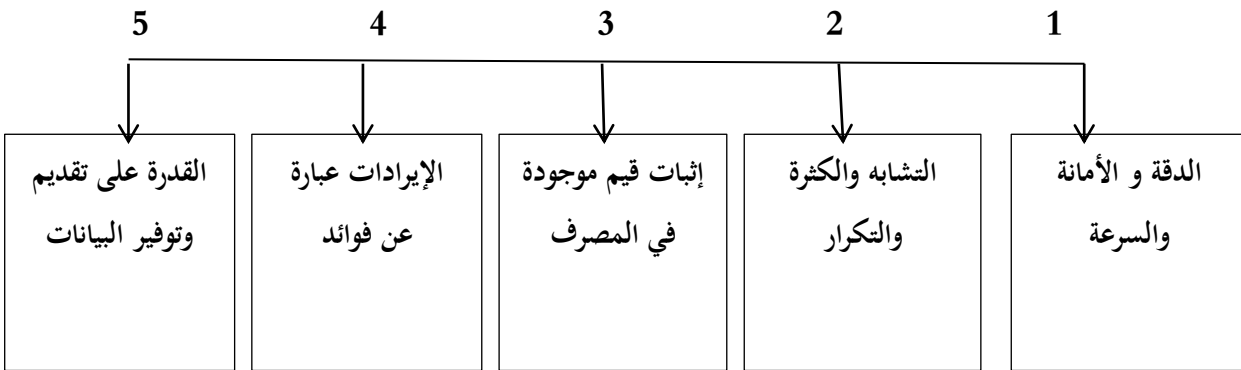 1 2 3 4 5
الدقة و الأمانة
والسرعة
التشابه والكثرة
والتكرار
إثبات قيم موجودة
في المصرف
الإيرادات عبارة
عن فوائد
القدرة على تقديم
وتوفير البيانات